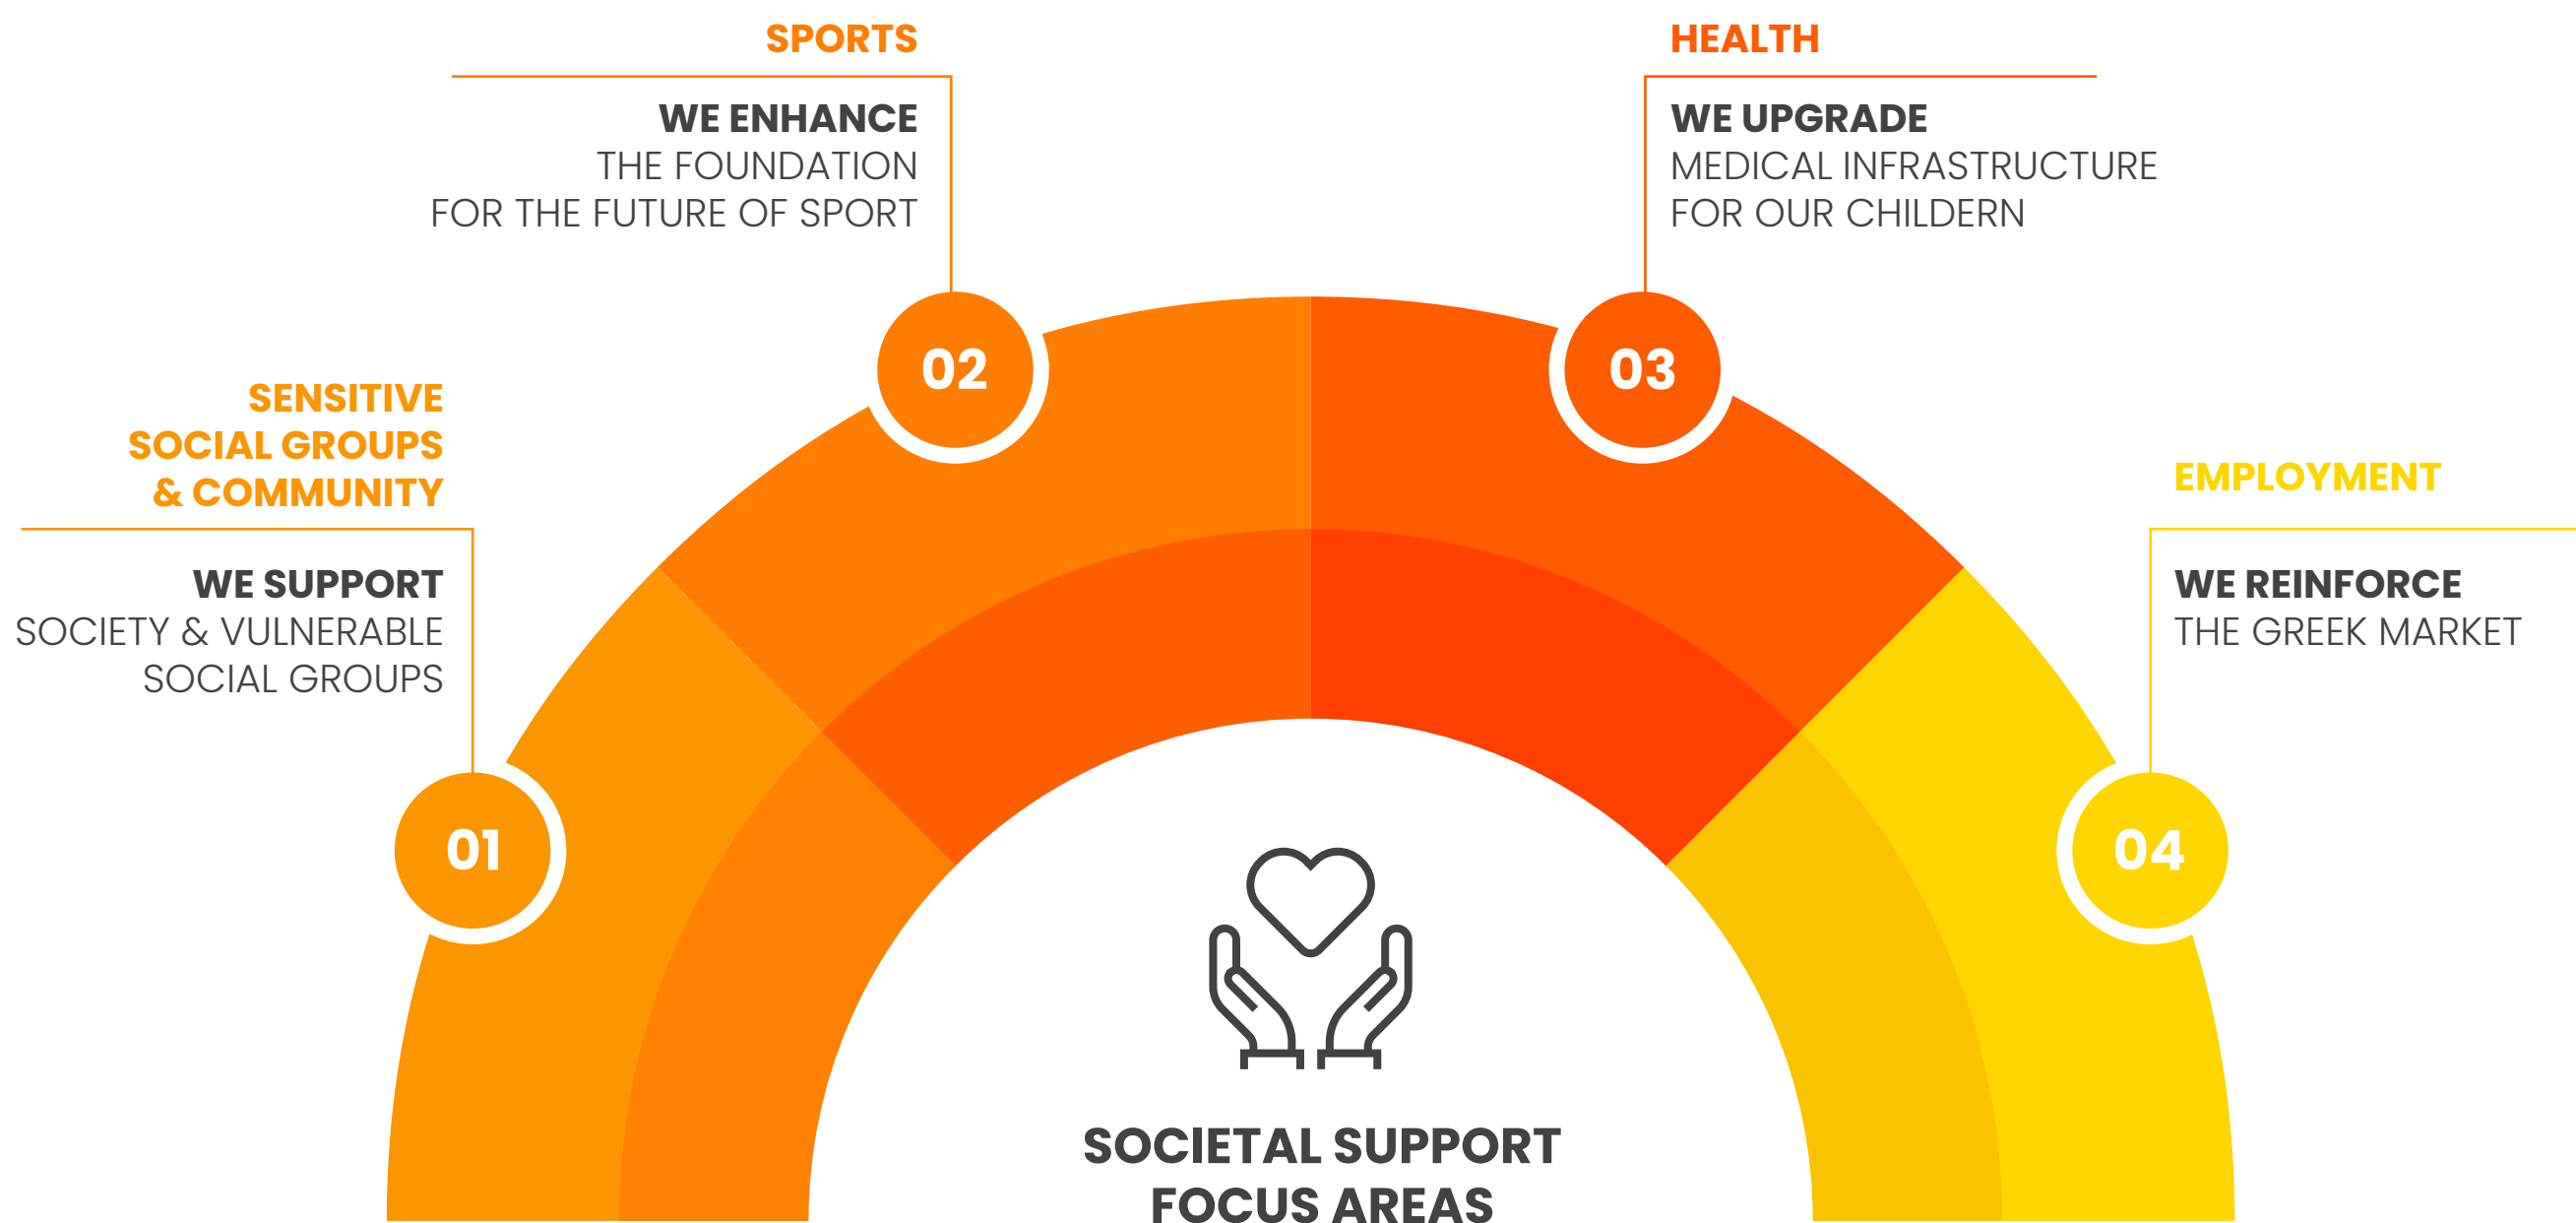 SENSITIVE
SOCIAL GROUPS
& COMMUNITY
WE SUPPORT
SOCIETY & VULNERABLE
SOCIAL GROUPS
01
SPORTS
WE ENHANCE
THE FOUNDATION
FOR THE FUTURE OF SPORT
02
HEALTH
WE UPGRADE
MEDICAL INFRASTRUCTURE
FOR OUR CHILDERN
03
EMPLOYMENT
WE REINFORCE
THE GREEK MARKET
04
SOCIETAL SUPPORT
FOCUS AREAS